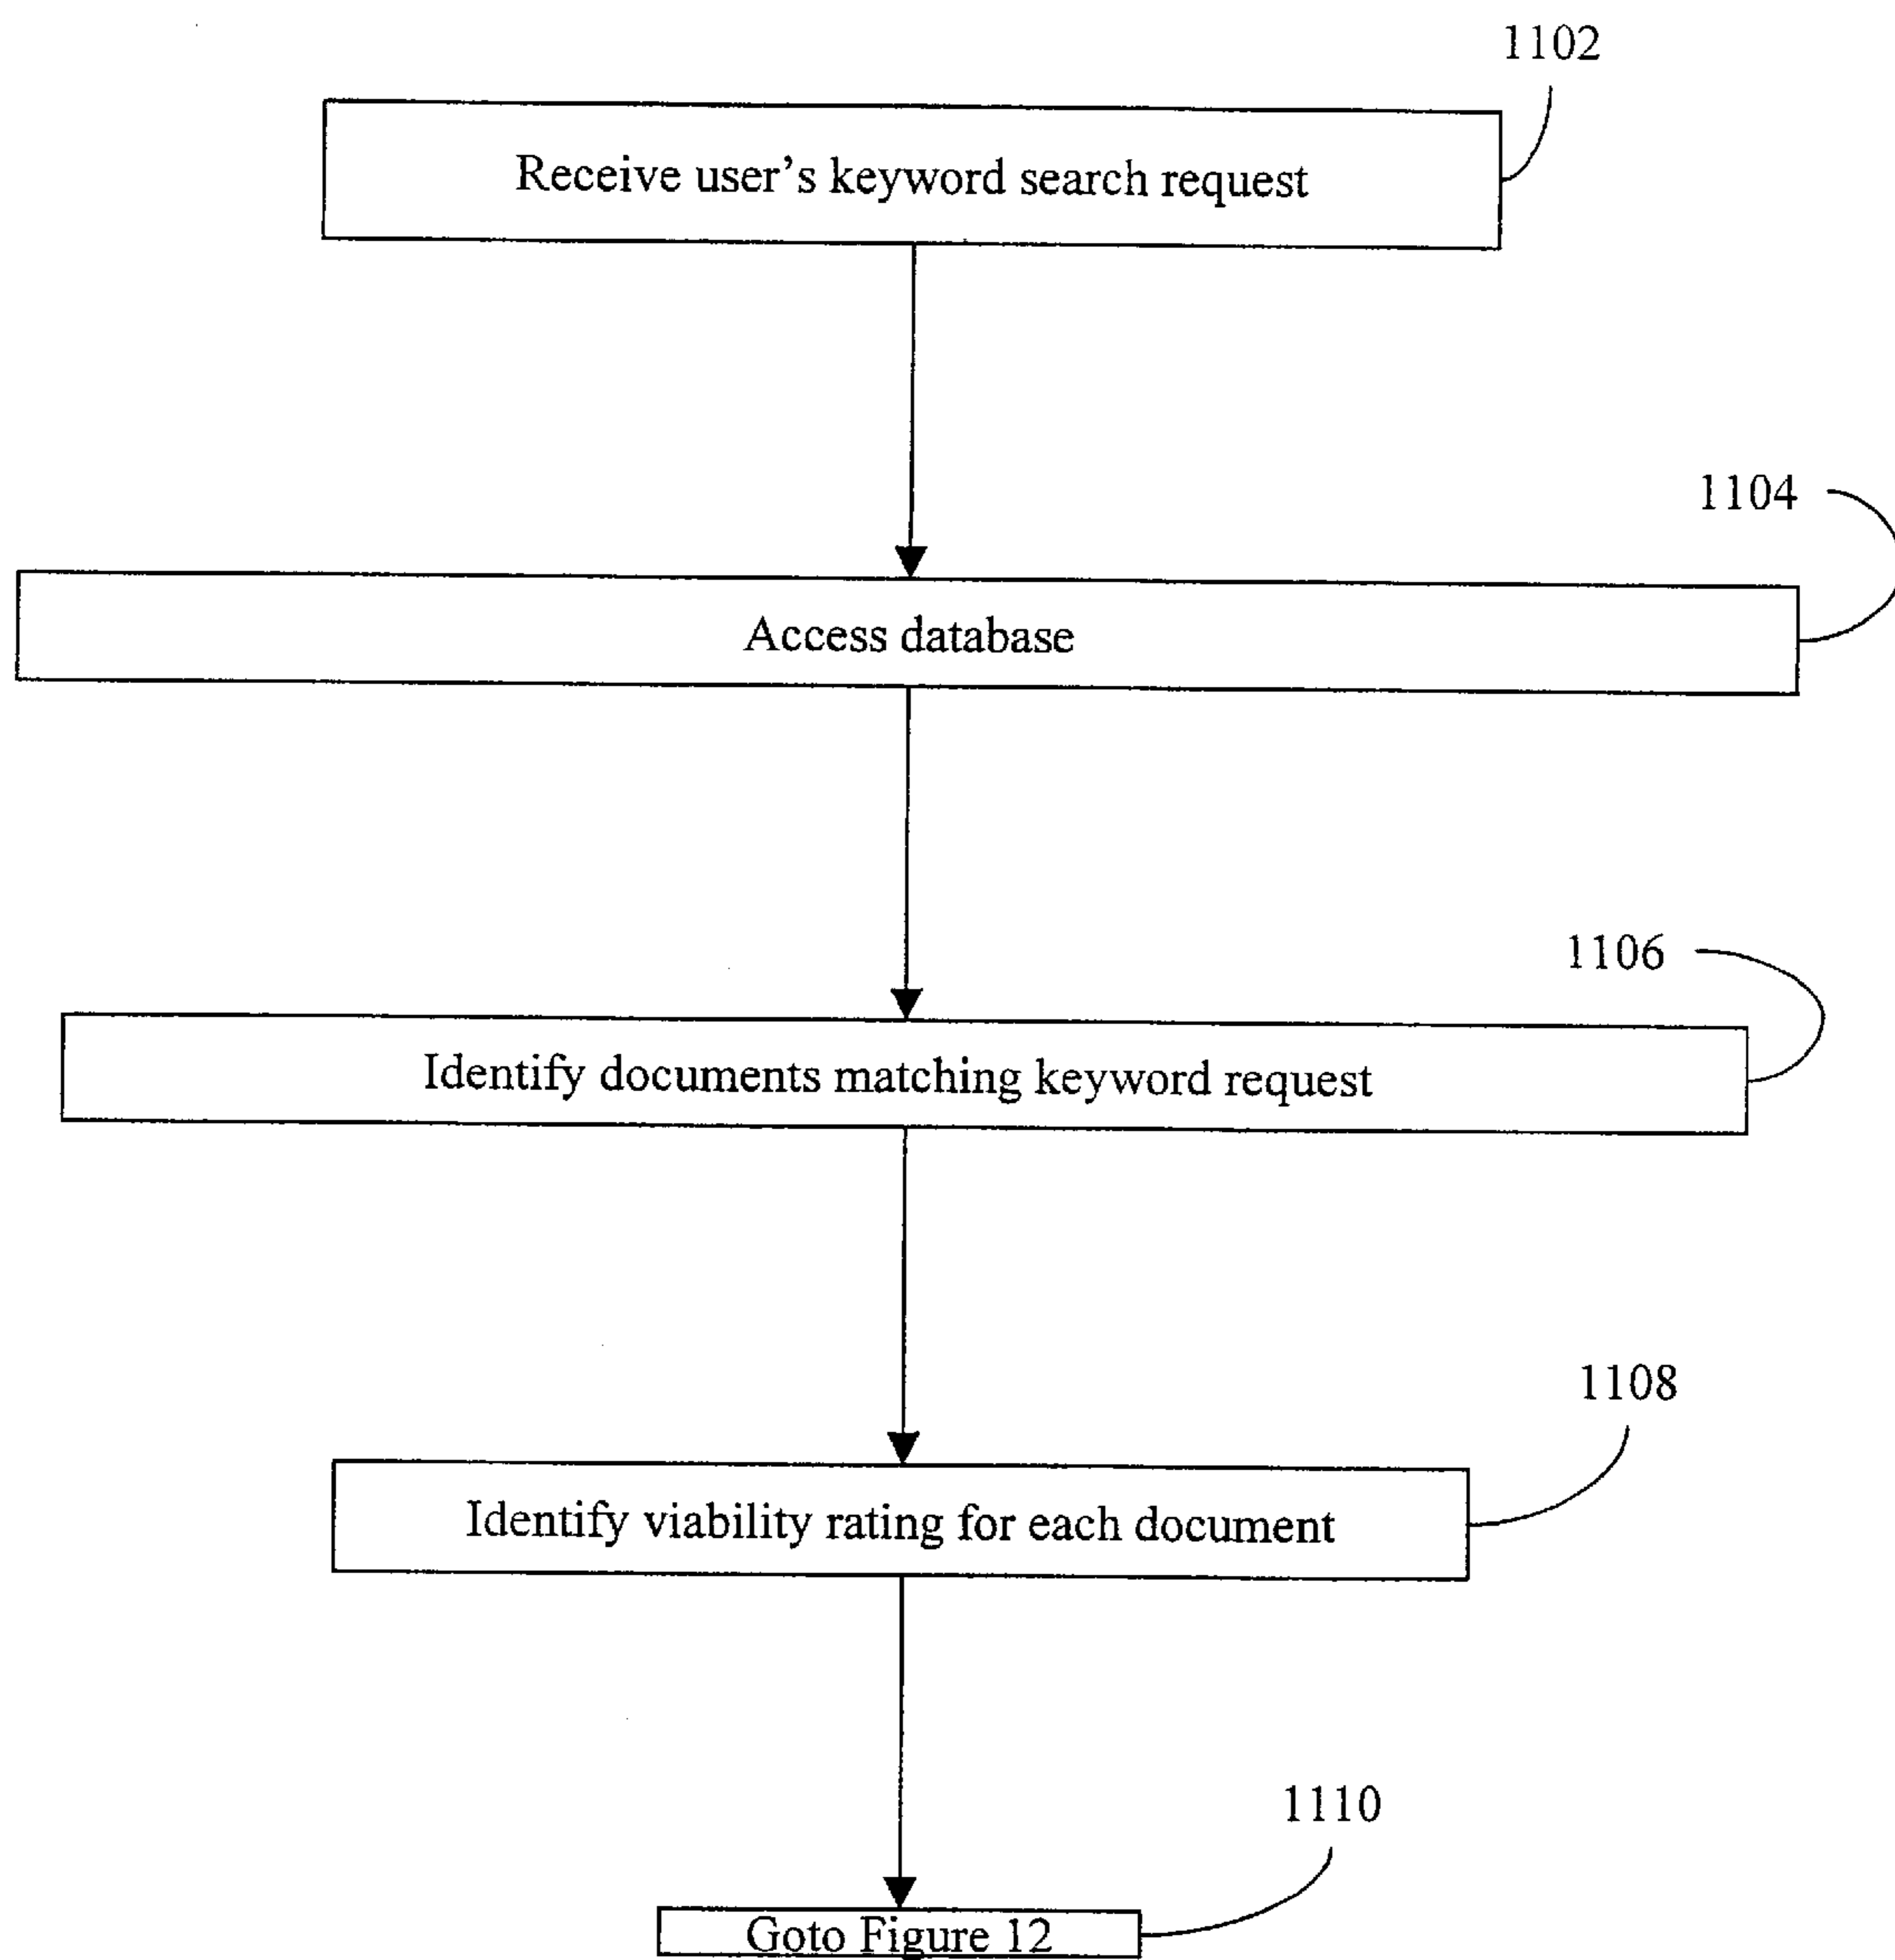 1102
Receive user's keyword search request
1104
Access database
1106
Identify documents matching keyword request
1108
Identify viability rating for each document
1110
Goto Figure 12